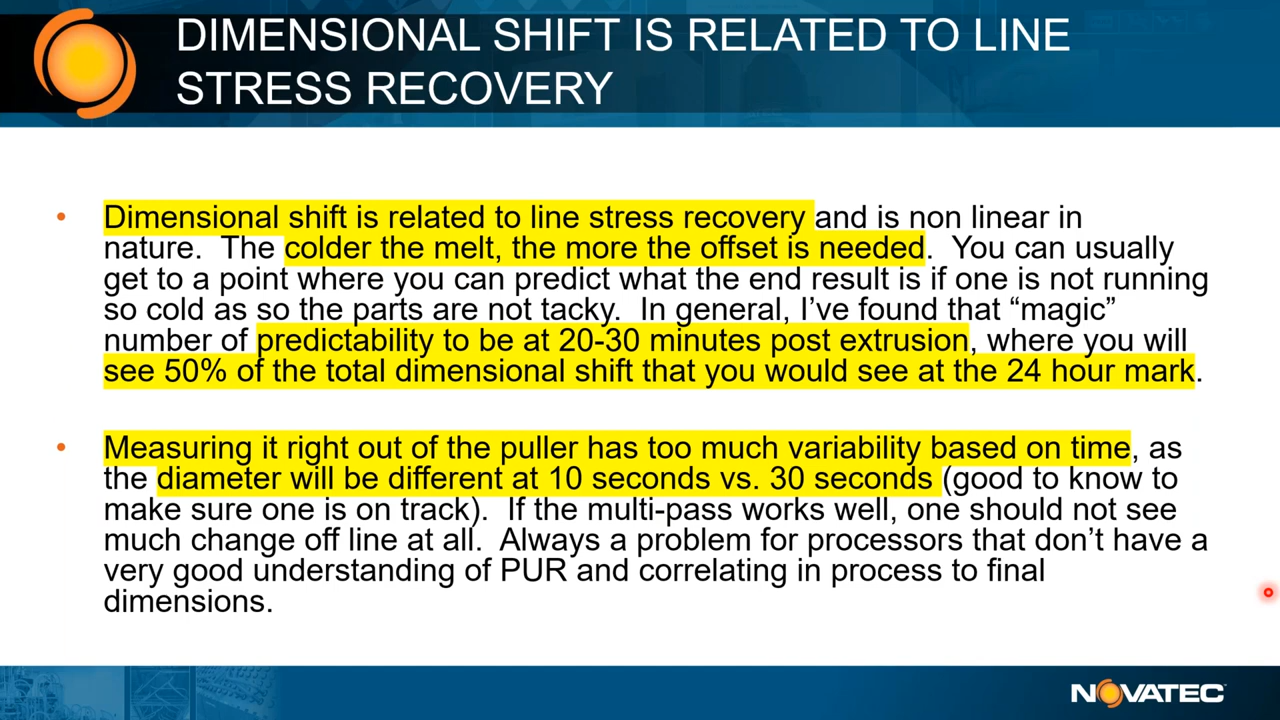 DIMENSIONAL SHIFT IS RELATED TO LINE
STRESS RECOVERY
• Dimensional shift is related to line stress recovery and is non linear in
nature. The colder the melt, the more the offset is needed. You can usually
get to a point where you can predict what the end result is if one is not running
so cold as so the parts are not tacky. In general, I’ve found that “magic”
number of predictability to be at 20-30 minutes post extrusion, where you will
see 50% of the total dimensional shift that you would see at the 24 hour mark.
• Measuring it right out of the puller has too much variability based on time, as
the diameter will be different at 10 seconds vs. 30 seconds (good to know to
make sure one is on track). If the multi-pass works well, one should not see
much change off line at all. Always a problem for processors that don’t have a
very good understanding of PUR and correlating in process to final
dimensions.
NOVATEC